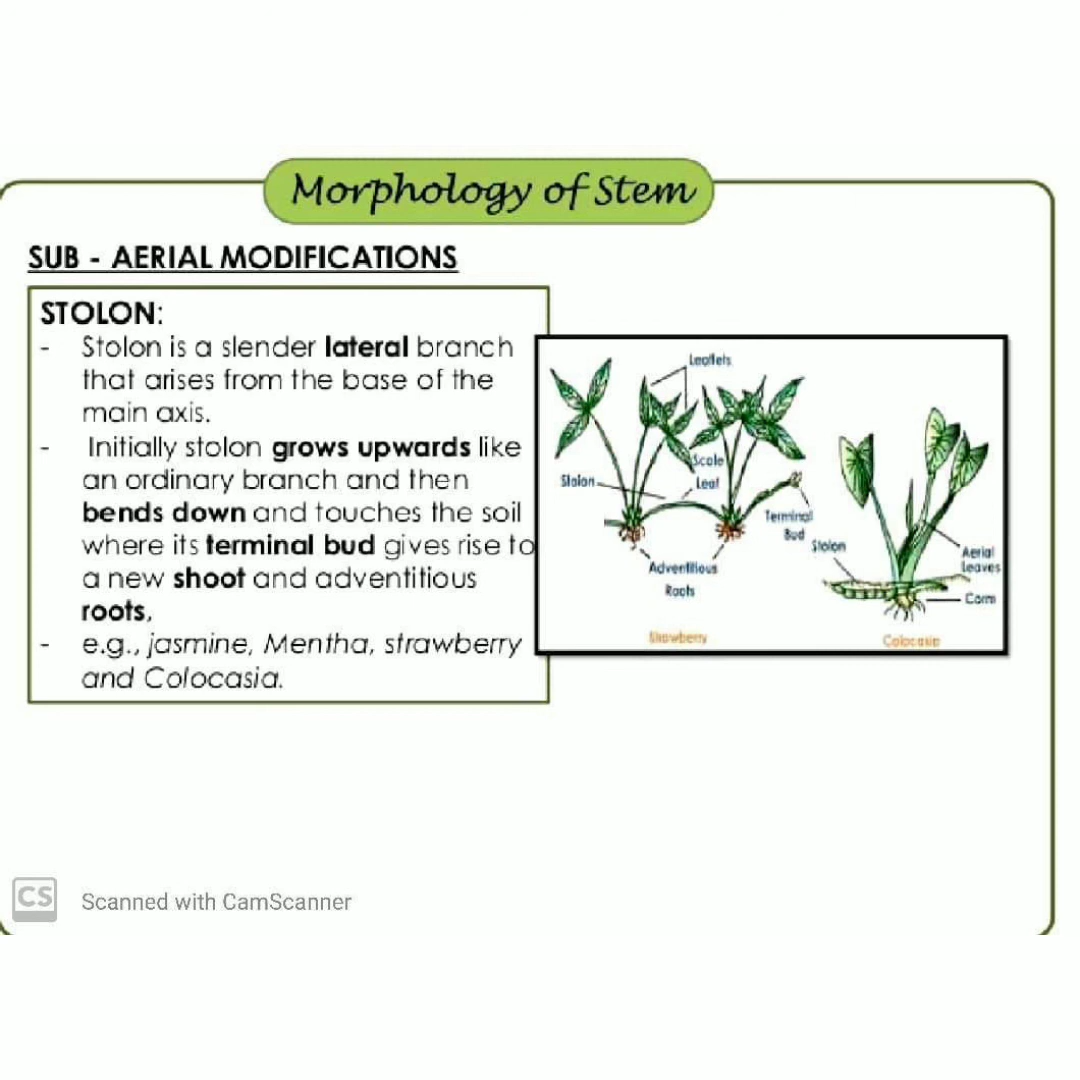 Morphology of Stem
SUB - AERIAL MODIFICATIONS
STOLON:
- Stolon is a slender lateral branch
that arises from the base of the
main axis.
- Initially stolon grows upwards like
an ordinary branch and then
bends down and touches the soil
where its terminal bud gives rise to
a new shoot and adventitious
roots,
- e.g., jasmine, Mentha, strawberry
and Colocasia.
Leaflets
Scale
Leaf
Stolon
Terminal
Bud
Adventitious
Roots
Strawberry
Stolon
Aerial
Leaves
Corm
Colocasia
CS Scanned with CamScanner